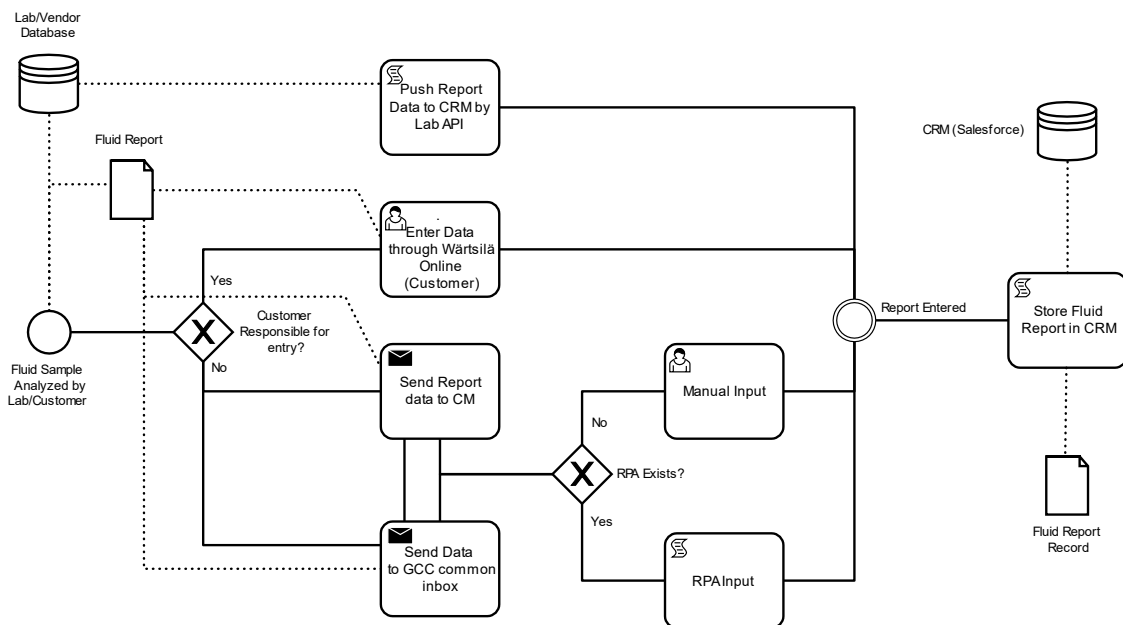 Lab/Vendor
Database
Push Report
Data to CRM by
Lab API
CRM (Salesforce)
Fluid Report
.
Enter Data
through Wärtsilä
Online
(Customer)
Yes
Customer
Responsible for
entry?
No
Fluid Sample
Analyzed by
Lab/Customer
Send Report
data to CM
Manual Input
No
RPA Exists?
Yes
Send Data
to GCC common
inbox
RPA Input
Report Entered
Store Fluid
Report in CRM
Fluid Report
Record